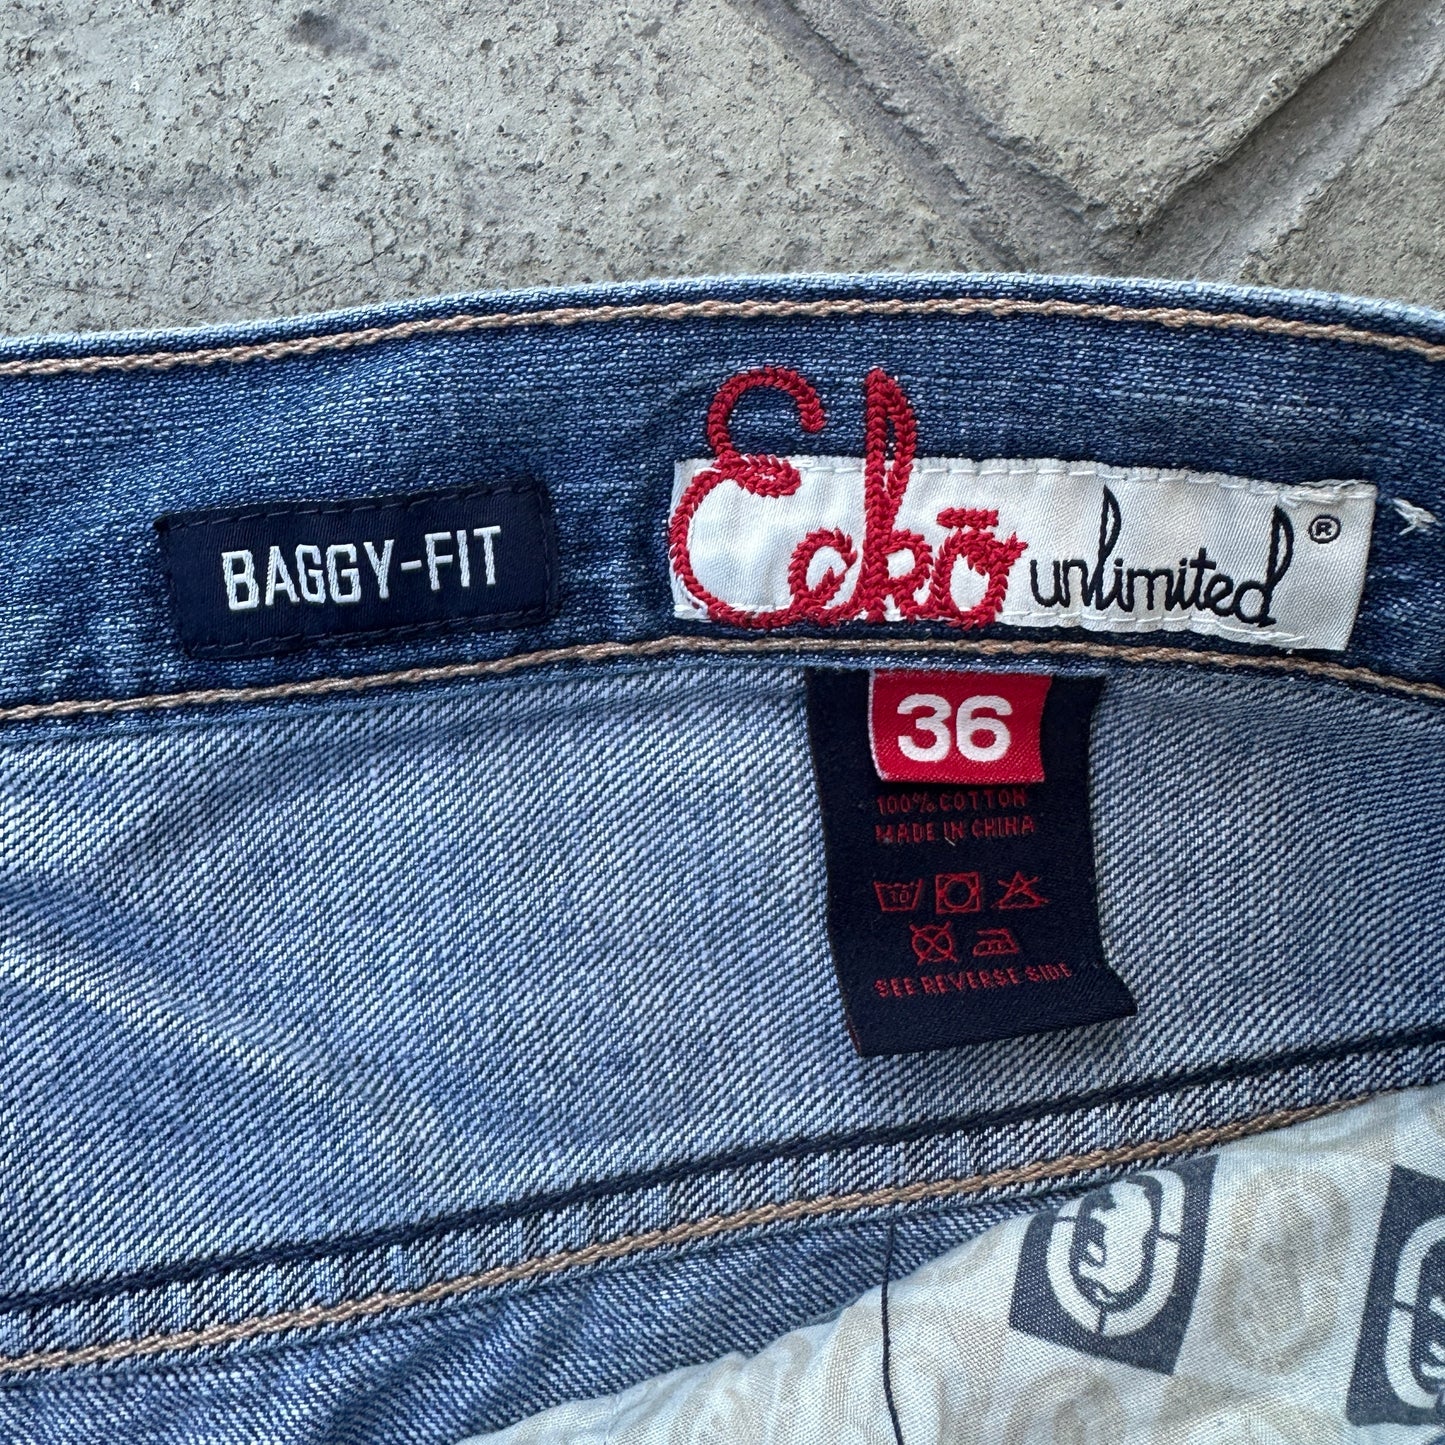 BAGGY-FIT
Eckō unlimited®
36
100% COTTON
MADE IN CHINA
SEE REVERSE SIDE